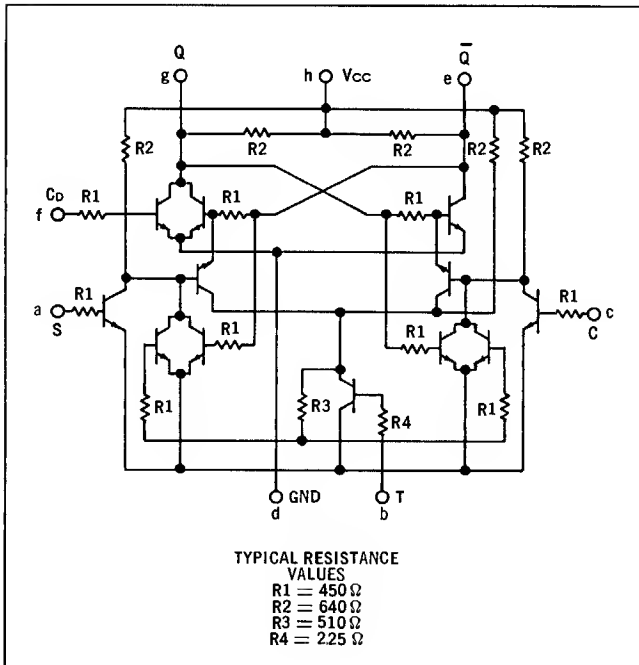 Q
g
h VCC
Q̅
e
R2
R2
R2
R2
R2
CD
f
R1
R1
R1
a
S
R1
R1
R1
R1
C
c
R1
R3
R4
R1
GND
d
T
b
TYPICAL RESISTANCE
VALUES
R1 = 450 Ω
R2 = 640 Ω
R3 = 510 Ω
R4 = 225 Ω